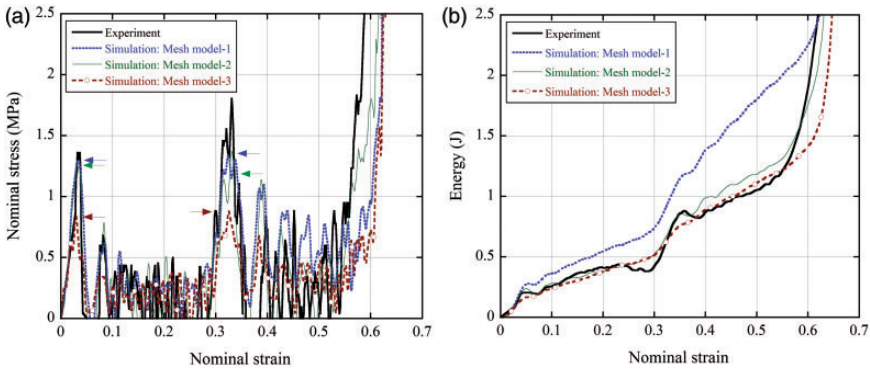 (a)
2.5
2
1.5
1
0.5
0
Nominal stress (MPa)
Experiment
Simulation: Mesh model-1
Simulation: Mesh model-2
Simulation: Mesh model-3
0 0.1 0.2 0.3 0.4 0.5 0.6 0.7
Nominal strain
(b)
2.5
2
1.5
1
0.5
0
Energy (J)
Experiment
Simulation: Mesh model-1
Simulation: Mesh model-2
Simulation: Mesh model-3
0 0.1 0.2 0.3 0.4 0.5 0.6 0.7
Nominal strain